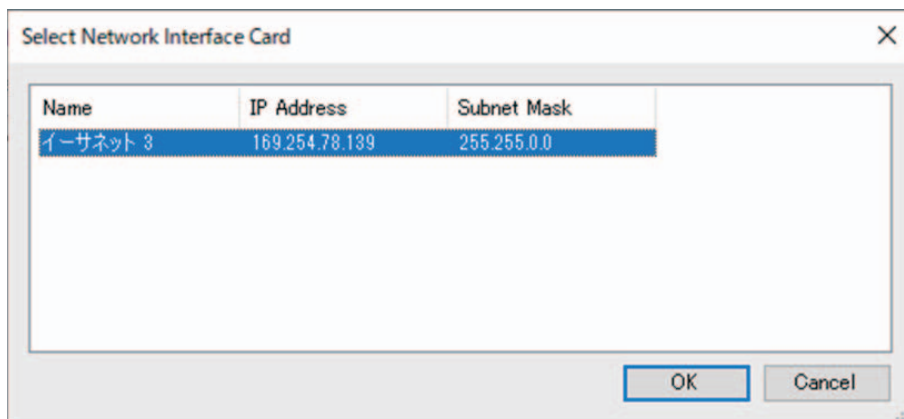 Select Network Interface Card
Name IP Address Subnet Mask
イーサネット 3 169.254.78.139 255.255.0.0
OK Cancel